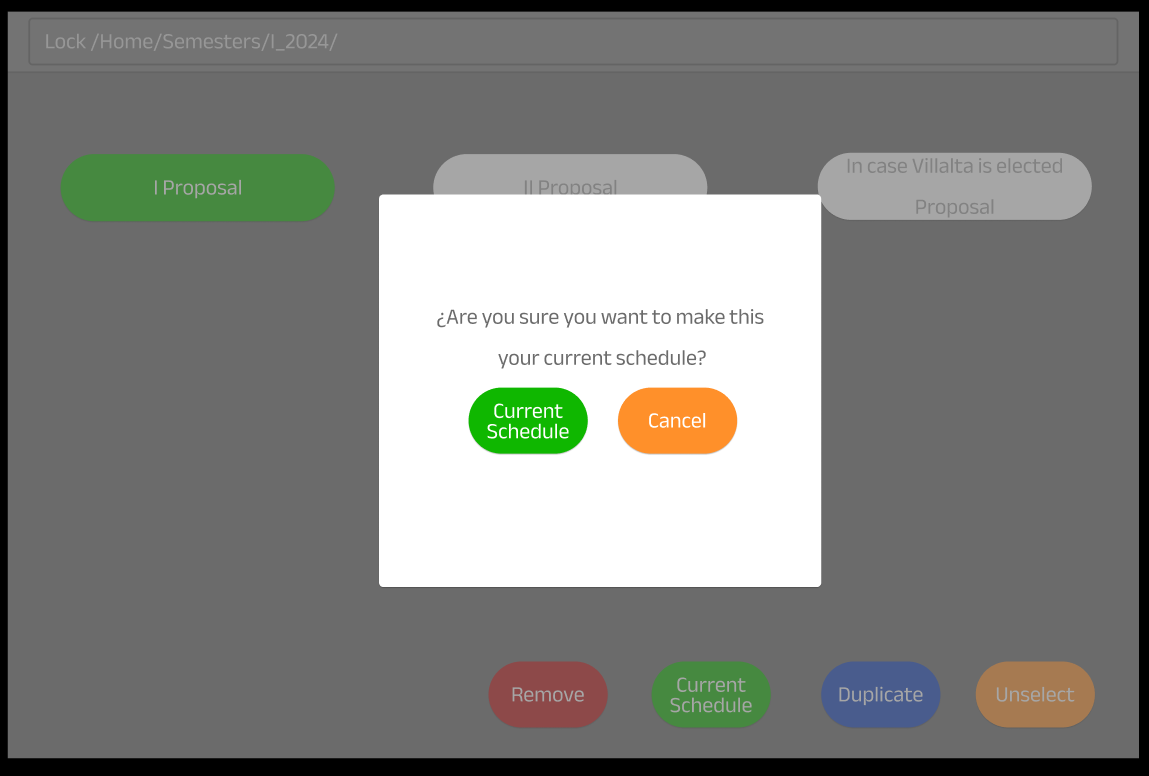 Lock /Home/Semesters/I_2024/
I Proposal
II Proposal
In case Villalta is elected
Proposal
¿Are you sure you want to make this
your current schedule?
Current
Schedule
Cancel
Remove
Current
Schedule
Duplicate
Unselect